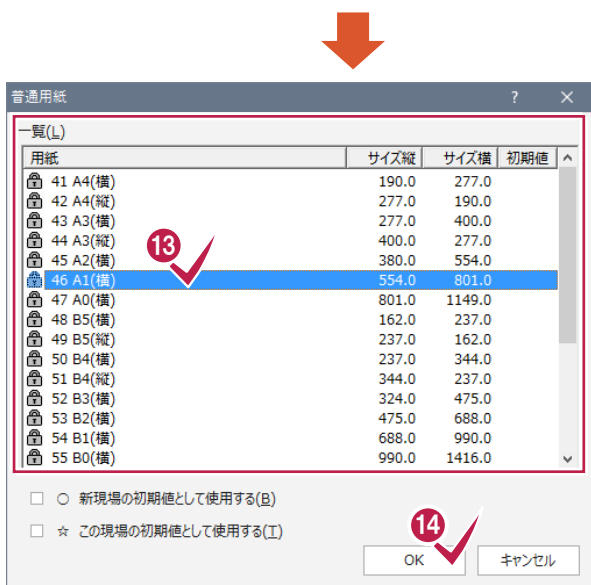 普通用紙 ? ×
一覧(L)
用紙 サイズ縦 サイズ横 初期値
41 A4(横) 190.0 277.0
42 A4(縦) 277.0 190.0
43 A3(横) 277.0 400.0
44 A3(縦) 400.0 277.0
45 A2(横) 380.0 554.0
46 A1(横) 554.0 801.0
47 A0(横) 801.0 1149.0
48 B5(横) 162.0 237.0
49 B5(縦) 237.0 162.0
50 B4(横) 237.0 344.0
51 B4(縦) 344.0 237.0
52 B3(横) 324.0 475.0
53 B2(横) 475.0 688.0
54 B1(横) 688.0 990.0
55 B0(横) 990.0 1416.0
13
○ 新現場の初期値として使用する(B)
☆ この現場の初期値として使用する(T)
14
OK キャンセル